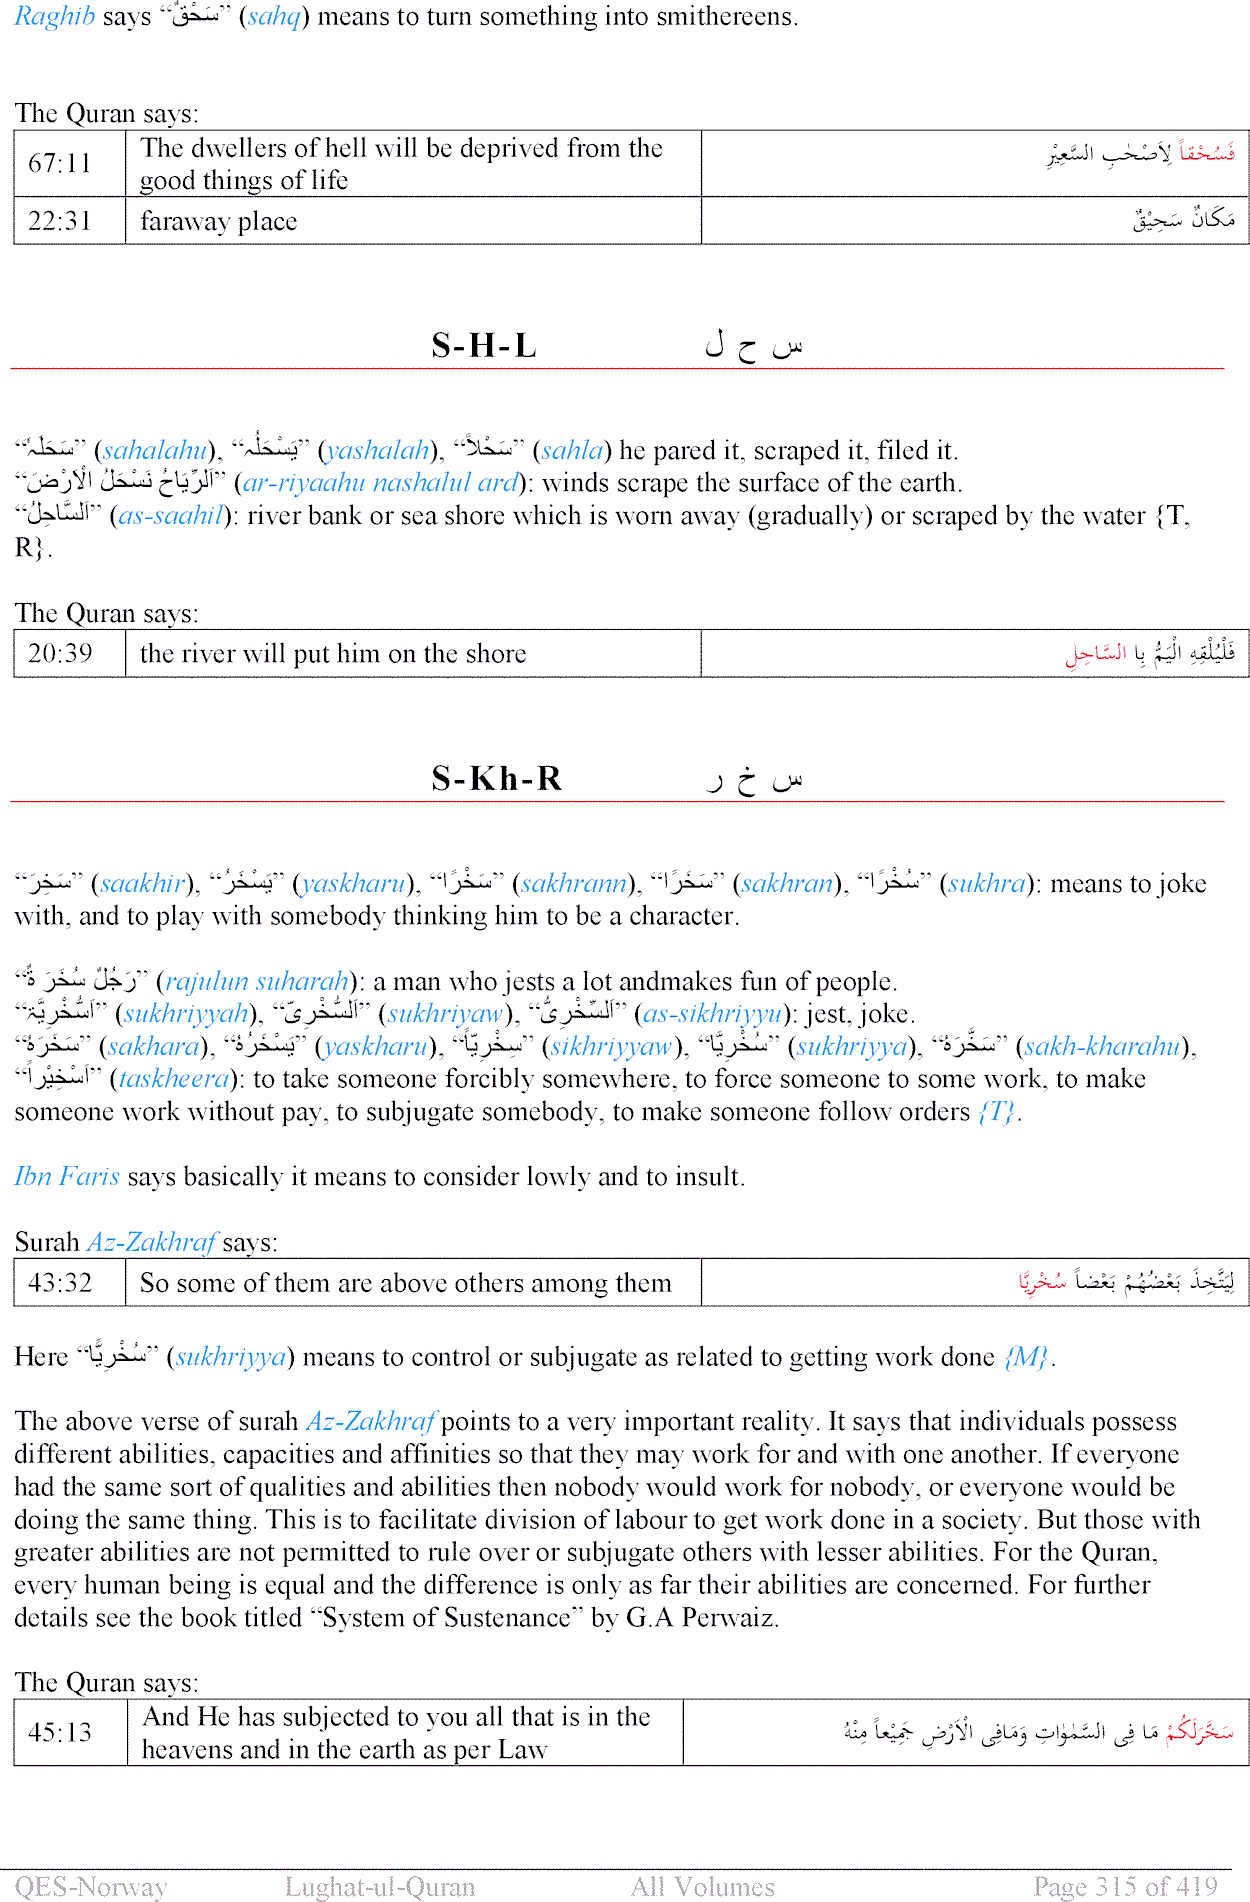 Raghib says “سَحْقٌ” (sahq) means to turn something into smithereens.
The Quran says:
67:11 The dwellers of hell will be deprived from the good things of life فَسُحْقاً لِاَصْحٰبِ السَّعِيْرِ
22:31 faraway place مَكَانٌ سَحِيْقٌ
S-H-L س ح ل
“سَحَلَہٗ” (sahalahu), “يَسْحَلُہ” (yashalah), “سَحْلاً” (sahla) he pared it, scraped it, filed it.
“اَلرِّيَاحُ نَسْحَلُ الْاَرْضَ” (ar-riyaahu nashalul ard): winds scrape the surface of the earth.
“اَلسَّاحِلُ” (as-saahil): river bank or sea shore which is worn away (gradually) or scraped by the water {T,
R}.
The Quran says:
20:39 the river will put him on the shore فَلْيُلْقِهِ الْيَمُّ بِا السَّاحِلِ
S-Kh-R س خ ر
“سَخِرَ” (saakhir), “يَسْخَرُ” (yaskharu), “سَخْرًا” (sakhrann), “سَخَرًا” (sakhran), “سُخْرًا” (sukhra): means to joke
with, and to play with somebody thinking him to be a character.
“رَجُلٌ سُخَرَ ةٌ” (rajulun suharah): a man who jests a lot andmakes fun of people.
“اَسُّخْرِيَّۃ” (sukhriyyah), “اَلسُّخْرِیّ” (sukhriyaw), “اَلسِّخْرِیُّ” (as-sikhriyyu): jest, joke.
“سَخَرَهٗ” (sakhara), “يَسْخَرُهٗ” (yaskharu), “سِخْرِيّاً” (sikhriyyaw), “سُخْرِيًّا” (sukhriyya), “سَخَّرَهٗ” (sakh-kharahu),
“اَسْخِيْراً” (taskheera): to take someone forcibly somewhere, to force someone to some work, to make
someone work without pay, to subjugate somebody, to make someone follow orders {T}.
Ibn Faris says basically it means to consider lowly and to insult.
Surah Az-Zakhraf says:
43:32 So some of them are above others among them لِيَتَّخِذَ بَعْضُهُمْ بَعْضاً سُخْرِيًّا
Here “سُخْرِيًّا” (sukhriyya) means to control or subjugate as related to getting work done {M}.
The above verse of surah Az-Zakhraf points to a very important reality. It says that individuals possess
different abilities, capacities and affinities so that they may work for and with one another. If everyone
had the same sort of qualities and abilities then nobody would work for nobody, or everyone would be
doing the same thing. This is to facilitate division of labour to get work done in a society. But those with
greater abilities are not permitted to rule over or subjugate others with lesser abilities. For the Quran,
every human being is equal and the difference is only as far their abilities are concerned. For further
details see the book titled “System of Sustenance” by G.A Perwaiz.
The Quran says:
45:13 And He has subjected to you all that is in the heavens and in the earth as per Law سَخَّرَلَكُمْ مَا فِى السَّمٰوٰاتِ وَمَافِى الْاَرْضِ جَمِيْعاً مِنْهُ
QES-Norway Lughat-ul-Quran All Volumes Page 315 of 419